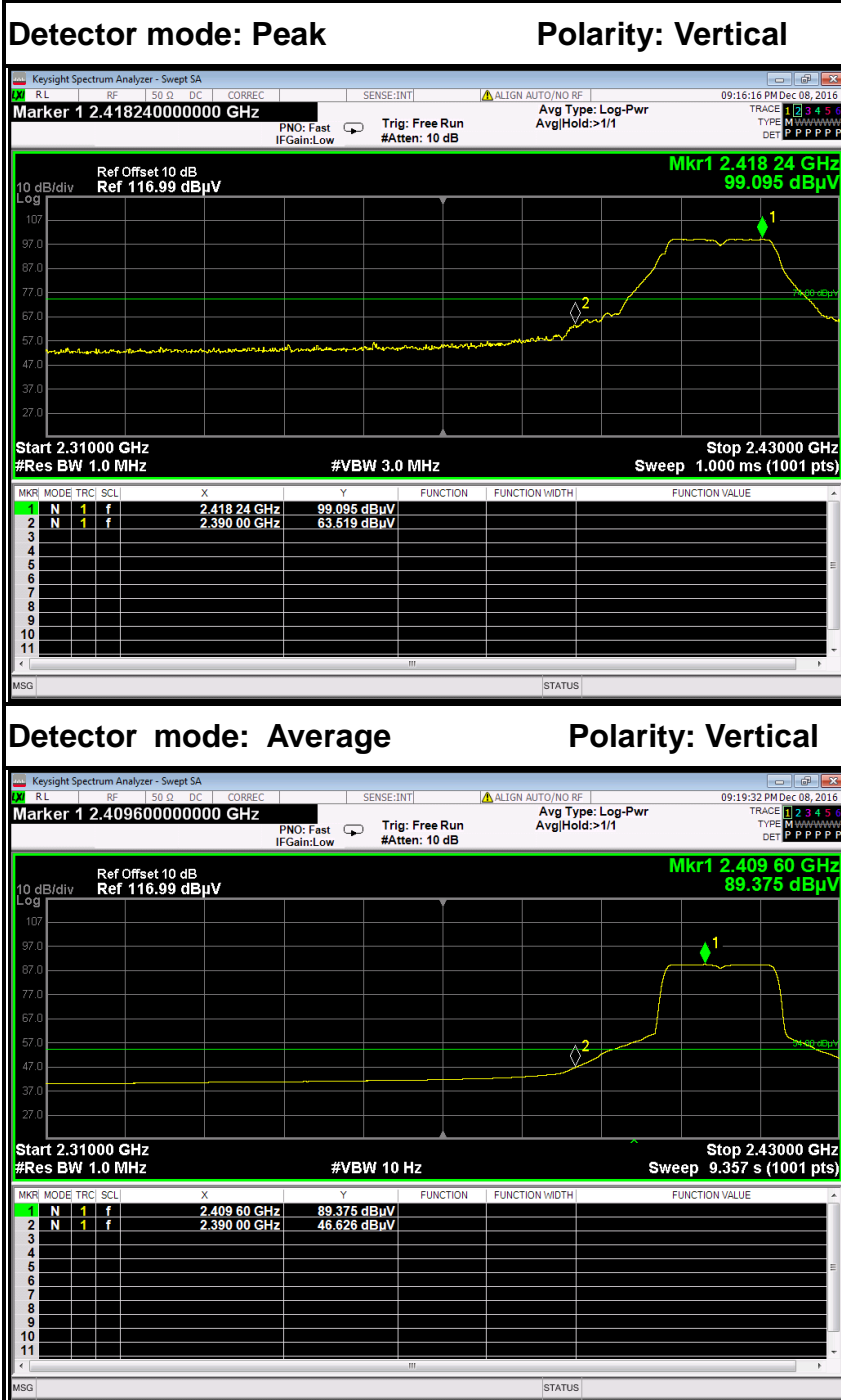 Detector mode: Peak Polarity: Vertical
Keysight Spectrum Analyzer - Swept SA
LXI RL RF 50 Ω DC CORREC SENSE:INT ALIGN AUTO/NO RF 09:16:16 PM Dec 08, 2016
Marker 1 2.418240000000 GHz
PNO: Fast
IFGain:Low
Trig: Free Run
#Atten: 10 dB
Avg Type: Log-Pwr
Avg|Hold:>1/1
TRACE 1 2 3 4 5 6
TYPE M WWWWW
DET P P P P P P
Mkr1 2.418 24 GHz
99.095 dBµV
Ref Offset 10 dB
10 dB/div Ref 116.99 dBµV
Log
107
97.0
87.0
77.0
67.0
57.0
47.0
37.0
27.0
1
2
74.00 dBµV
Start 2.31000 GHz Stop 2.43000 GHz
#Res BW 1.0 MHz #VBW 3.0 MHz Sweep 1.000 ms (1001 pts)
MKR MODE TRC SCL X Y FUNCTION FUNCTION WIDTH FUNCTION VALUE
1 N 1 f 2.418 24 GHz 99.095 dBµV
2 N 1 f 2.390 00 GHz 63.519 dBµV
3
4
5
6
7
8
9
10
11
MSG STATUS
Detector mode: Average Polarity: Vertical
Keysight Spectrum Analyzer - Swept SA
LXI RL RF 50 Ω DC CORREC SENSE:INT ALIGN AUTO/NO RF 09:19:32 PM Dec 08, 2016
Marker 1 2.409600000000 GHz
PNO: Fast
IFGain:Low
Trig: Free Run
#Atten: 10 dB
Avg Type: Log-Pwr
Avg|Hold:>1/1
TRACE 1 2 3 4 5 6
TYPE M WWWWW
DET P P P P P P
Mkr1 2.409 60 GHz
89.375 dBµV
Ref Offset 10 dB
10 dB/div Ref 116.99 dBµV
Log
107
97.0
87.0
77.0
67.0
57.0
47.0
37.0
27.0
1
2
54.00 dBµV
Start 2.31000 GHz Stop 2.43000 GHz
#Res BW 1.0 MHz #VBW 10 Hz Sweep 9.357 s (1001 pts)
MKR MODE TRC SCL X Y FUNCTION FUNCTION WIDTH FUNCTION VALUE
1 N 1 f 2.409 60 GHz 89.375 dBµV
2 N 1 f 2.390 00 GHz 46.626 dBµV
3
4
5
6
7
8
9
10
11
MSG STATUS